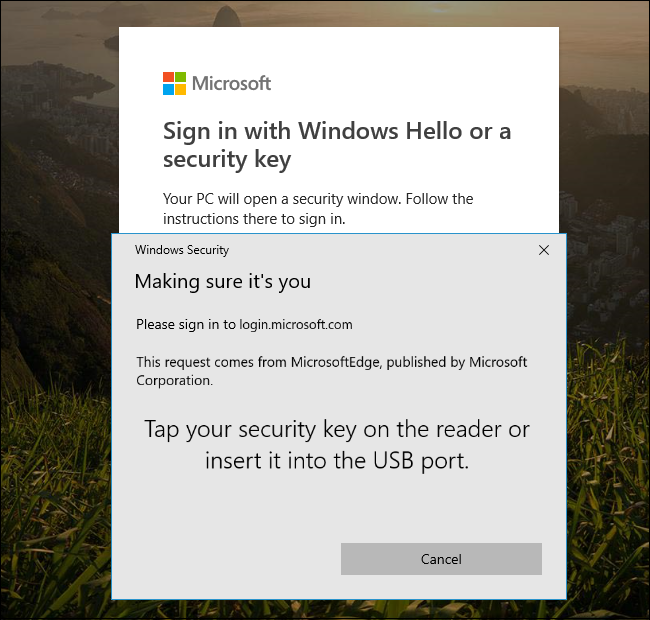 Microsoft
Sign in with Windows Hello or a
security key
Your PC will open a security window. Follow the
instructions there to sign in.
Windows Security
Making sure it's you
Please sign in to login.microsoft.com
This request comes from MicrosoftEdge, published by Microsoft
Corporation.
Tap your security key on the reader or
insert it into the USB port.
Cancel